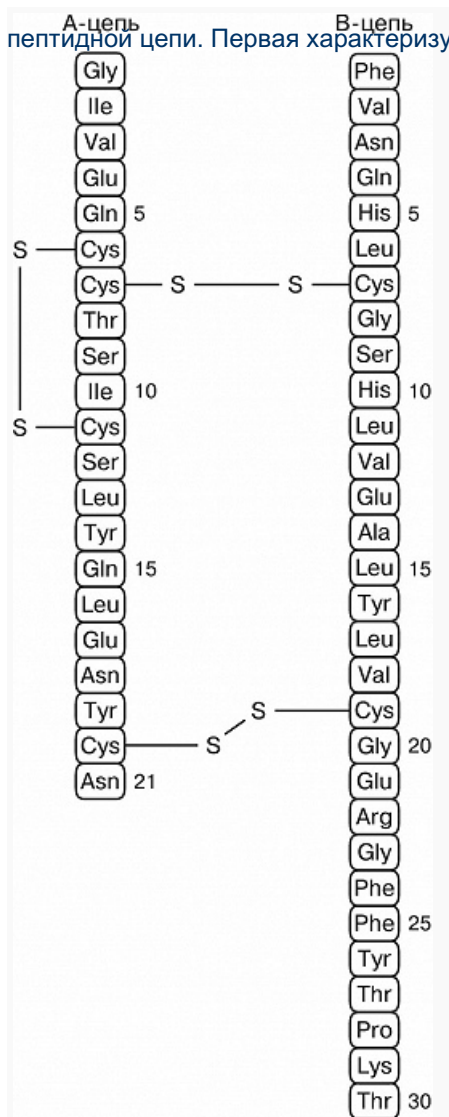 А-цепь В-цепь
пептидной цепи. Первая характеризу
Gly Phe
Ile Val
Val Asn
Glu Gln
Gln 5 His 5
S Cys Leu
Cys S S Cys
Thr Gly
Ser Ser
Ile 10 His 10
S Cys Leu
Ser Val
Leu Glu
Tyr Ala
Gln 15 Leu 15
Leu Tyr
Glu Leu
Asn Val
Tyr S Cys
Cys S Gly 20
Asn 21 Glu
Arg
Gly
Phe
Phe 25
Tyr
Thr
Pro
Lys
Thr 30